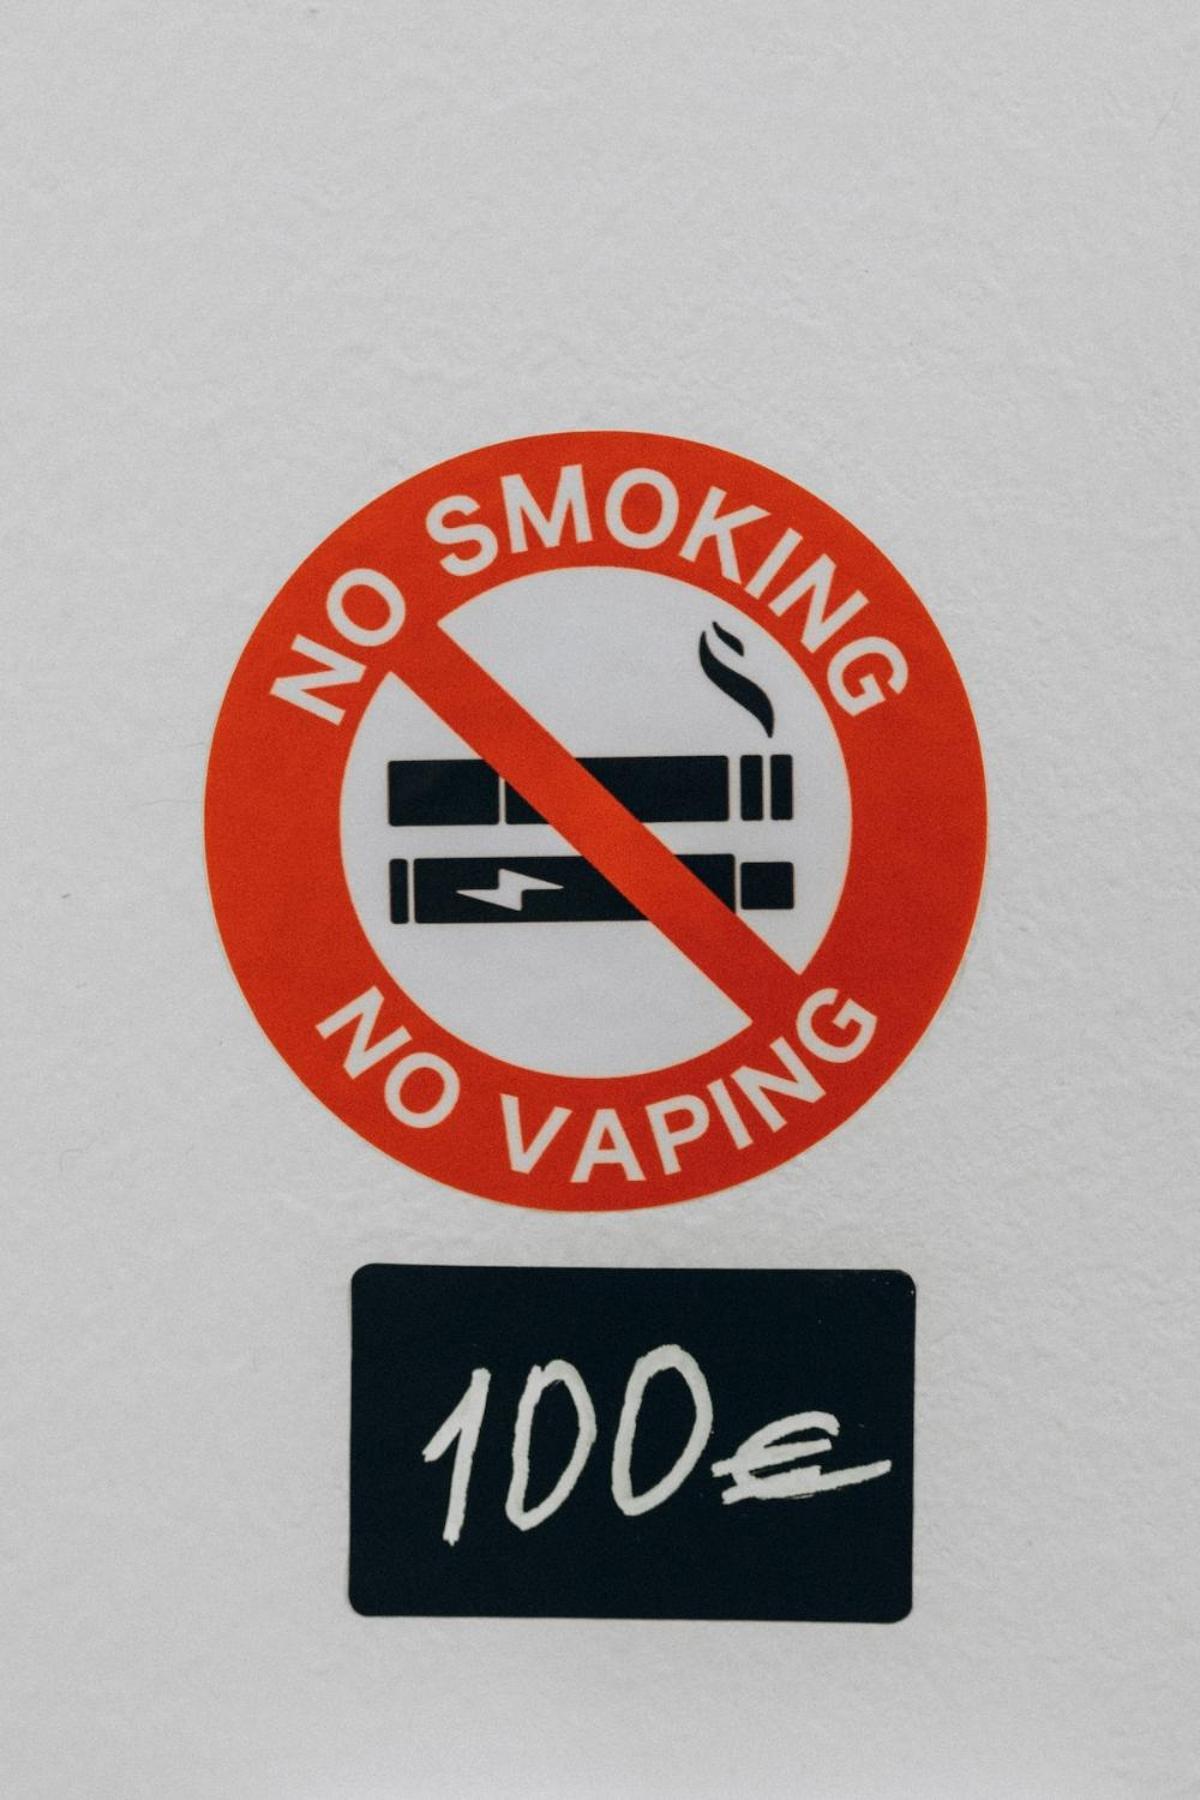 NO SMOKING
NO VAPING
100€